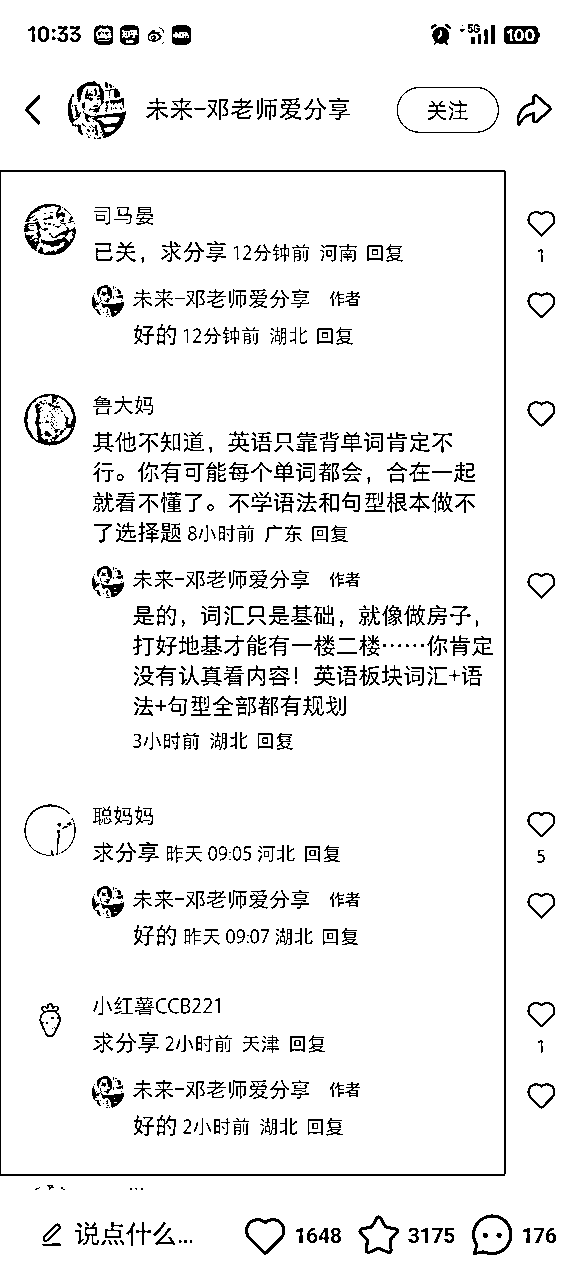 10:33
5G
100
未来-邓老师爱分享
关注
司马晏
已关，求分享 12分钟前 河南 回复
1
未来-邓老师爱分享 作者
好的 12分钟前 湖北 回复
鲁大妈
其他不知道，英语只靠背单词肯定不
行。你有可能每个单词都会，合在一起
就看不懂了。不学语法和句型根本做不
了选择题 8小时前 广东 回复
未来-邓老师爱分享 作者
是的，词汇只是基础，就像做房子，
打好地基才能有一楼二楼……你肯定
没有认真看内容！英语板块词汇+语
法+句型全部都有规划
3小时前 湖北 回复
聪妈妈
求分享 昨天 09:05 河北 回复
5
未来-邓老师爱分享 作者
好的 昨天 09:07 湖北 回复
小红薯CCB221
求分享 2小时前 天津 回复
1
未来-邓老师爱分享 作者
好的 2小时前 湖北 回复
说点什么...
1648
3175
176